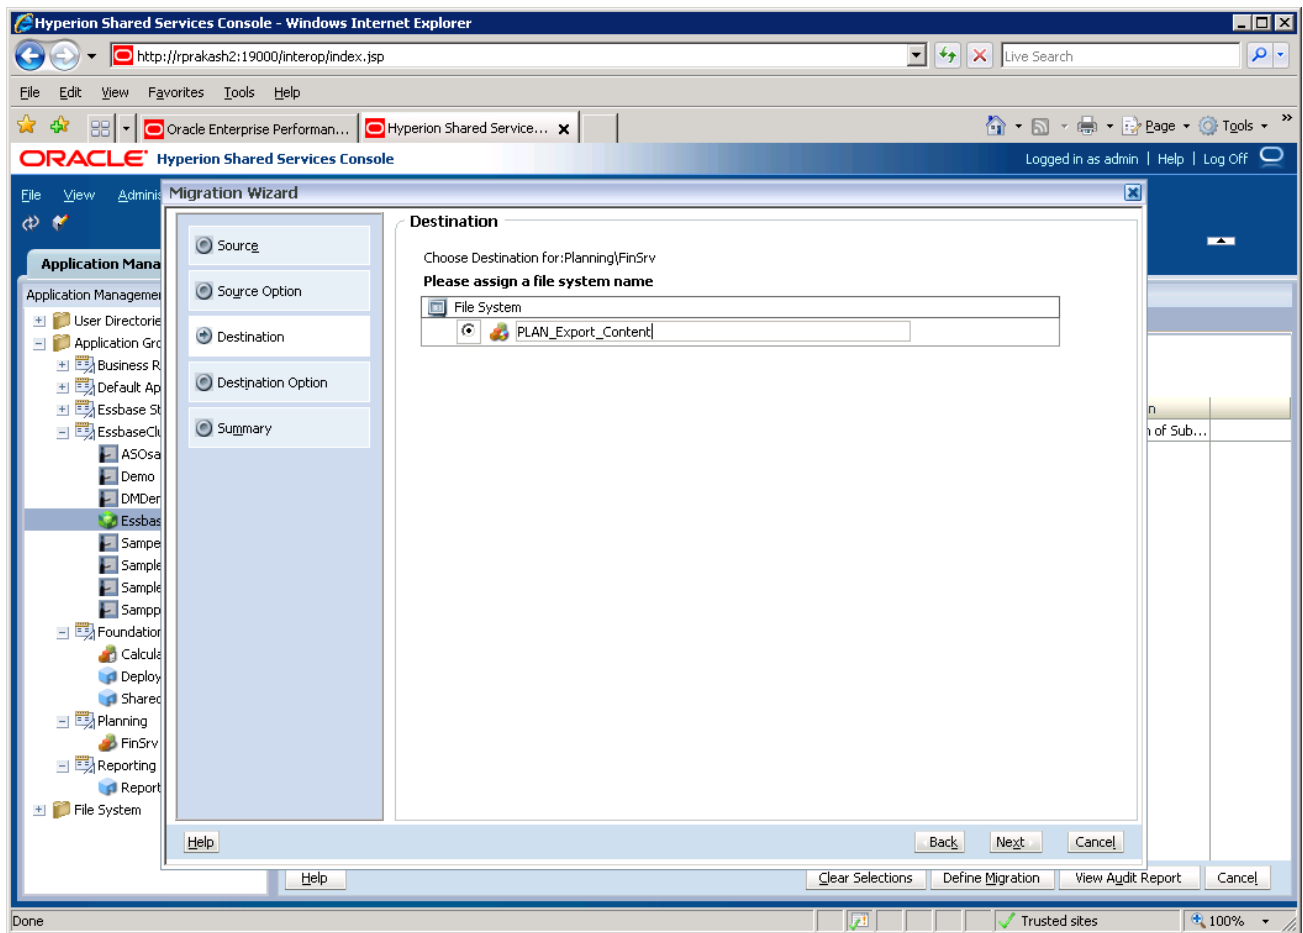 Hyperion Shared Services Console - Windows Internet Explorer
http://rprakash2:19000/interop/index.jsp
Live Search
File Edit View Favorites Tools Help
Oracle Enterprise Performan...
Hyperion Shared Service...
Page Tools »
ORACLE Hyperion Shared Services Console
Logged in as admin | Help | Log Off
File View Adminis
Migration Wizard
Application Mana
Application Managemen
User Directorie
Application Gro
Business R
Default Ap
Essbase St
EssbaseClu
ASOsa
Demo
DMDer
Essbas
Sampe
Sample
Sample
Sampp
Foundation
Calcula
Deploy
Shared
Planning
FinSrv
Reporting
Report
File System
Source
Source Option
Destination
Destination Option
Summary
Destination
Choose Destination for:Planning\FinSrv
Please assign a file system name
File System
PLAN_Export_Content
n
n of Sub...
Help
Back Next Cancel
Help
Clear Selections Define Migration View Audit Report Cancel
Done
Trusted sites
100%